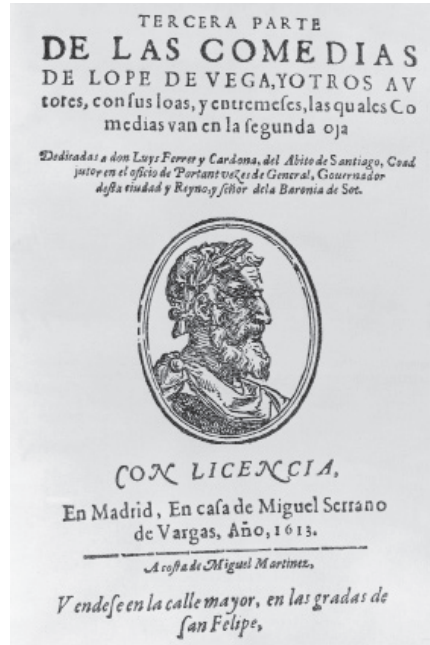 TERCERA PARTE
DE LAS COMEDIAS
DE LOPE DE VEGA, Y OTROS AV
tores, con sus loas, y entremeses, las quales Co
medias van en la segunda oja
Dedicadas a don Luys Ferrer y Cardona, del Abito de Santiago, Coad
jutor en el oficio de Portantvezes de General, Gouernador
desta ciudad y Reyno, y señor dela Baronia de Sot.
CON LICENCIA,
En Madrid, En casa de Miguel Serrano
de Vargas, Año, 1613.
A costa de Miguel Martinez,
Vendese en la calle mayor, en las gradas de
san Felipe,